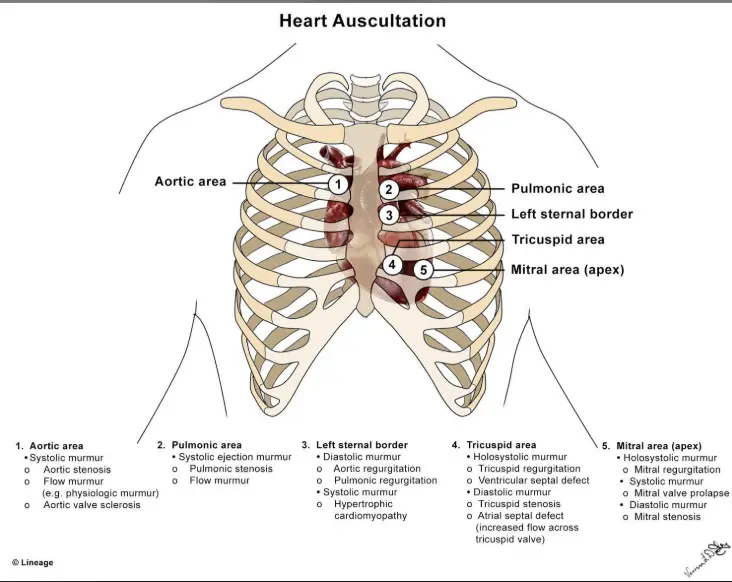 Heart Auscultation
Aortic area
1
2
Pulmonic area
3
Left sternal border
Tricuspid area
4
5
Mitral area (apex)
1. Aortic area
•Systolic murmur
o Aortic stenosis
o Flow murmur
(e.g. physiologic murmur)
o Aortic valve sclerosis
2. Pulmonic area
• Systolic ejection murmur
o Pulmonic stenosis
o Flow murmur
3. Left sternal border
• Diastolic murmur
o Aortic regurgitation
o Pulmonic regurgitation
• Systolic murmur
o Hypertrophic
cardiomyopathy
4. Tricuspid area
• Holosystolic murmur
o Tricuspid regurgitation
o Ventricular septal defect
• Diastolic murmur
o Tricuspid stenosis
o Atrial septal defect
(increased flow across
tricuspid valve)
5. Mitral area (apex)
• Holosystolic murmur
o Mitral regurgitation
• Systolic murmur
o Mitral valve prolapse
• Diastolic murmur
o Mitral stenosis
© Lineage